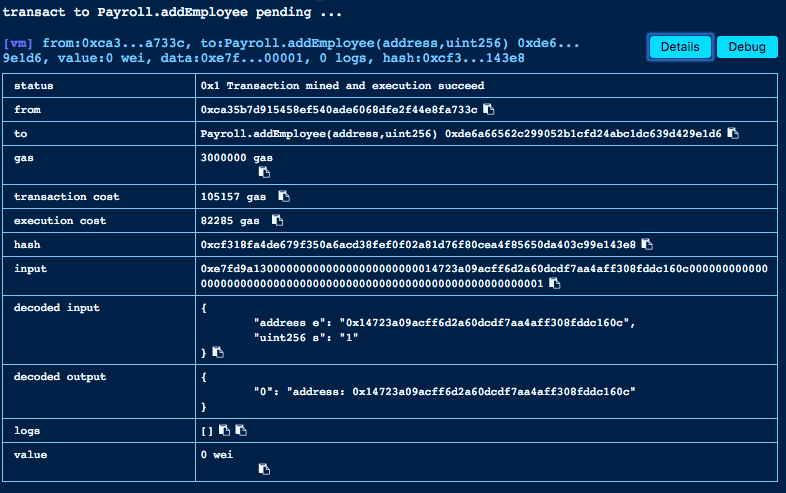 transact to Payroll.addEmployee pending ...
[vm] from:0xca3...a733c, to:Payroll.addEmployee(address,uint256) 0xde6...
9e1d6, value:0 wei, data:0xe7f...00001, 0 logs, hash:0xcf3...143e8
Details
Debug
status 0x1 Transaction mined and execution succeed
from 0xca35b7d915458ef540ade6068dfe2f44e8fa733c
to Payroll.addEmployee(address,uint256) 0xde6a66562c299052b1cfd24abc1dc639d429e1d6
gas 3000000 gas
transaction cost 105157 gas
execution cost 82285 gas
hash 0xcf318fa4de679f350a6acd38fef0f02a81d76f80cea4f85650da403c99e143e8
input 0xe7fd9a1300000000000000000000000014723a09acff6d2a60dcdf7aa4aff308fddc160c000000000000
0000000000000000000000000000000000000000000000000001
decoded input {
"address e": "0x14723a09acff6d2a60dcdf7aa4aff308fddc160c",
"uint256 s": "1"
}
decoded output {
"0": "address: 0x14723a09acff6d2a60dcdf7aa4aff308fddc160c"
}
logs []
value 0 wei